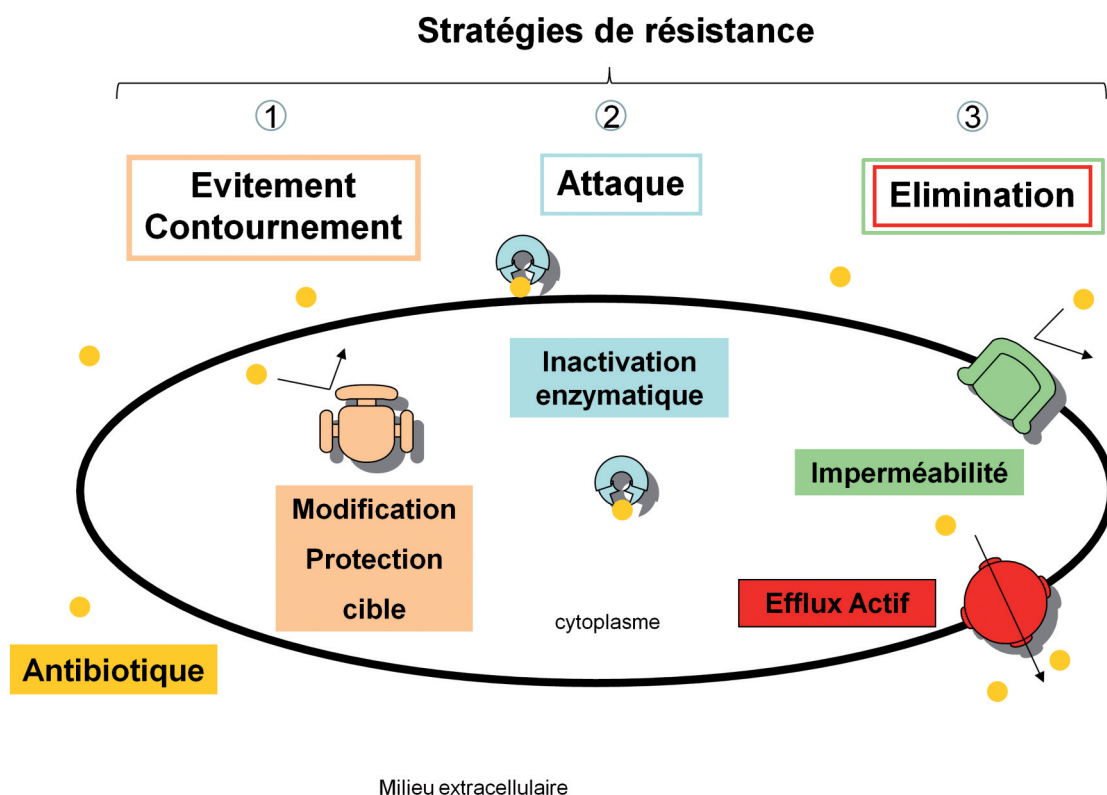 Stratégies de résistance
1
2
3
Evitement
Contournement
Attaque
Elimination
Inactivation
enzymatique
Imperméabilité
Modification
Protection
cible
Efflux Actif
cytoplasme
Antibiotique
Milieu extracellulaire